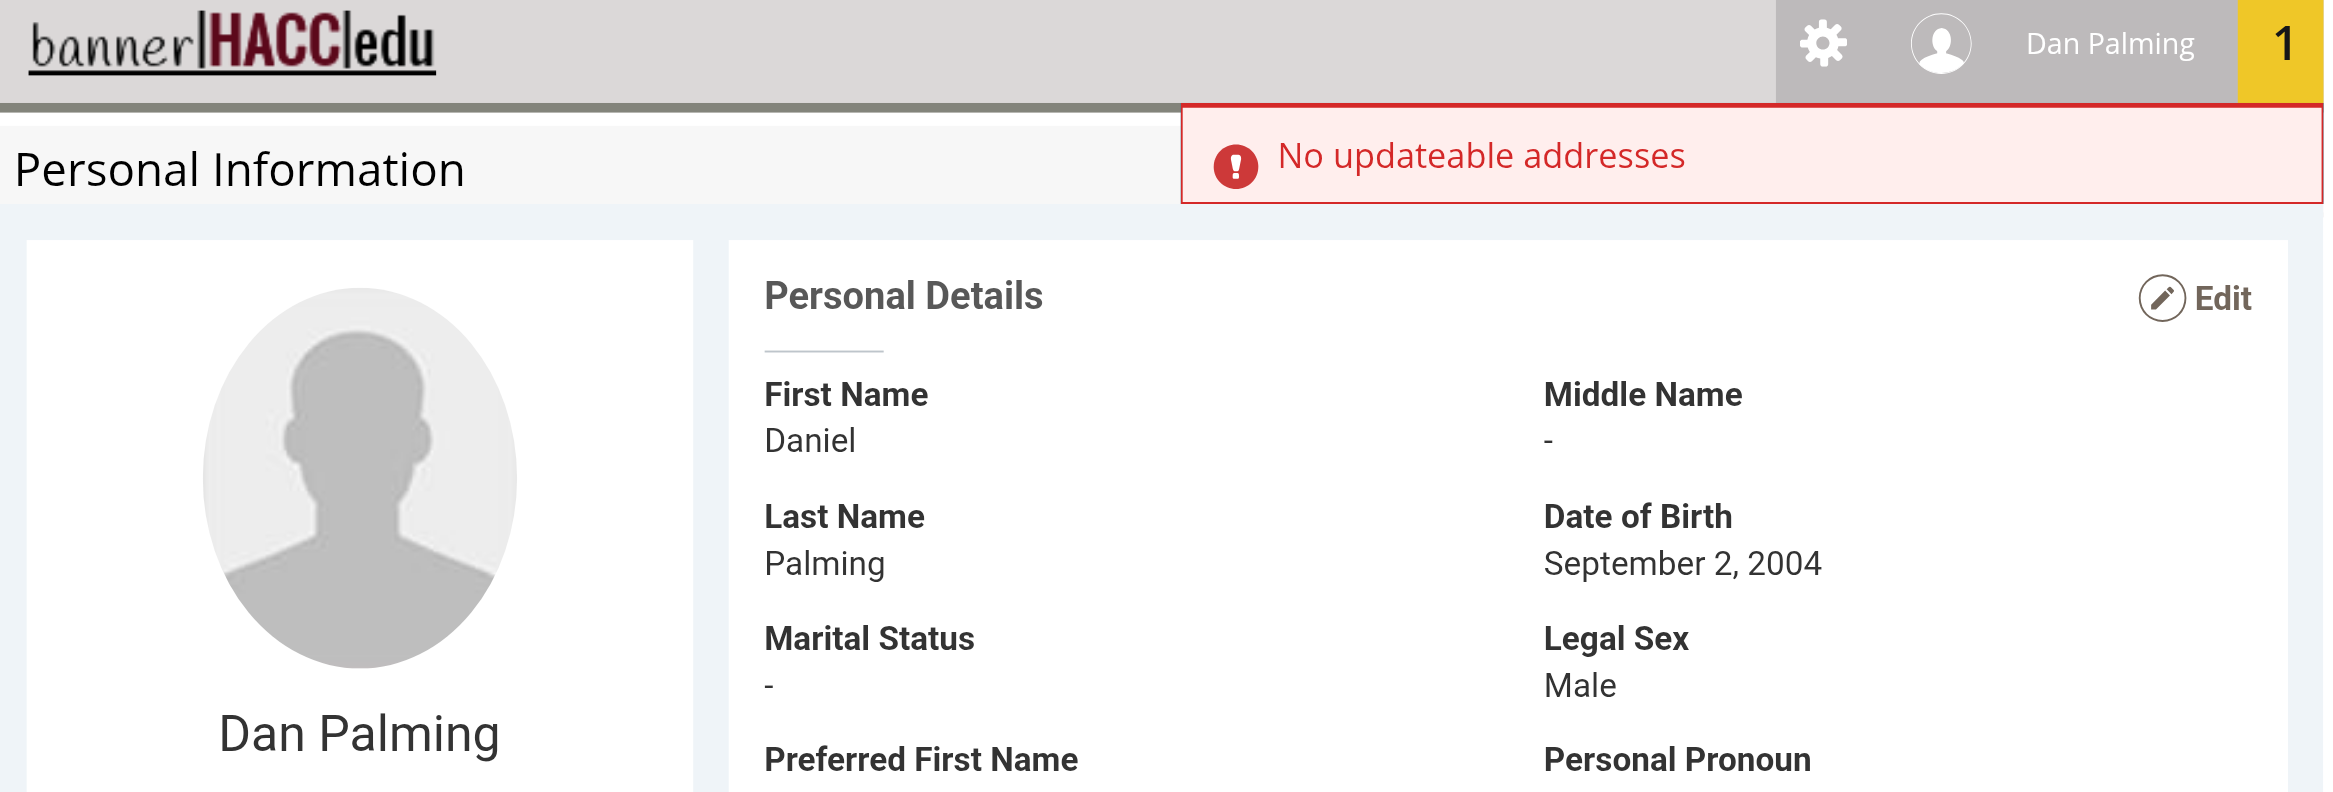 banner|HACC|edu
Dan Palming
1
Personal Information
No updateable addresses
Personal Details
Edit
First Name
Middle Name
Daniel
-
Last Name
Date of Birth
Palming
September 2, 2004
Marital Status
Legal Sex
-
Male
Dan Palming
Preferred First Name
Personal Pronoun